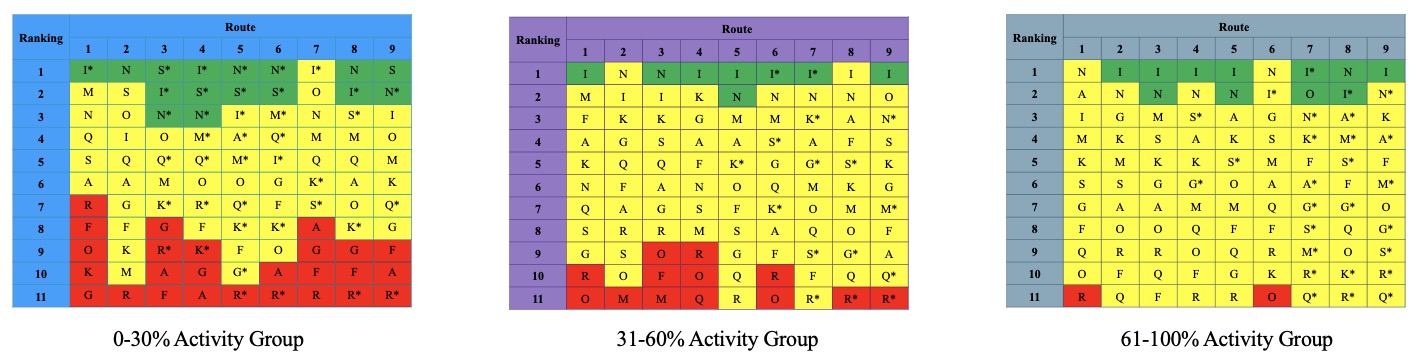 Route
Ranking
1 2 3 4 5 6 7 8 9
1 I* N S* I* N* N* I* N S
2 M S I* S* S* S* O I* N*
3 N O N* N* I* M* N S* I
4 Q I O M* A* Q* M M O
5 S Q Q* Q* M* I* Q Q M
6 A A M O O G K* A K
7 R G K* R* Q* F S* O Q*
8 F F G F K* K* A K* G
9 O K R* K* F O G G F
10 K M A G G* A F F A
11 G R F A R* R* R R* R*
0-30% Activity Group
Route
Ranking
1 2 3 4 5 6 7 8 9
1 I N N I I I* I* I I
2 M I I K N N N N O
3 F K K G M M K* A N*
4 A G S A A S* A F S
5 K Q Q F K* G G* S* K
6 N F A N O Q M K G
7 Q A G S F K* O M M*
8 S R R M S A Q O F
9 G S O R G F S* G* A
10 R O F O Q R F Q Q*
11 O M M Q R O R* R* R*
31-60% Activity Group
Route
Ranking
1 2 3 4 5 6 7 8 9
1 N I I I I N I* N I
2 A N N N N I* O I* N*
3 I G M S* A G N* A* K
4 M K S A K S K* M* A*
5 K M K K S* M F S* F
6 S S G G* O A A* F M*
7 G A A M M Q G* G* O
8 F O O Q F F S* Q G*
9 Q R R O Q R M* O S*
10 O F Q F G K R* K* R*
11 R Q F R R O Q* R* Q*
61-100% Activity Group